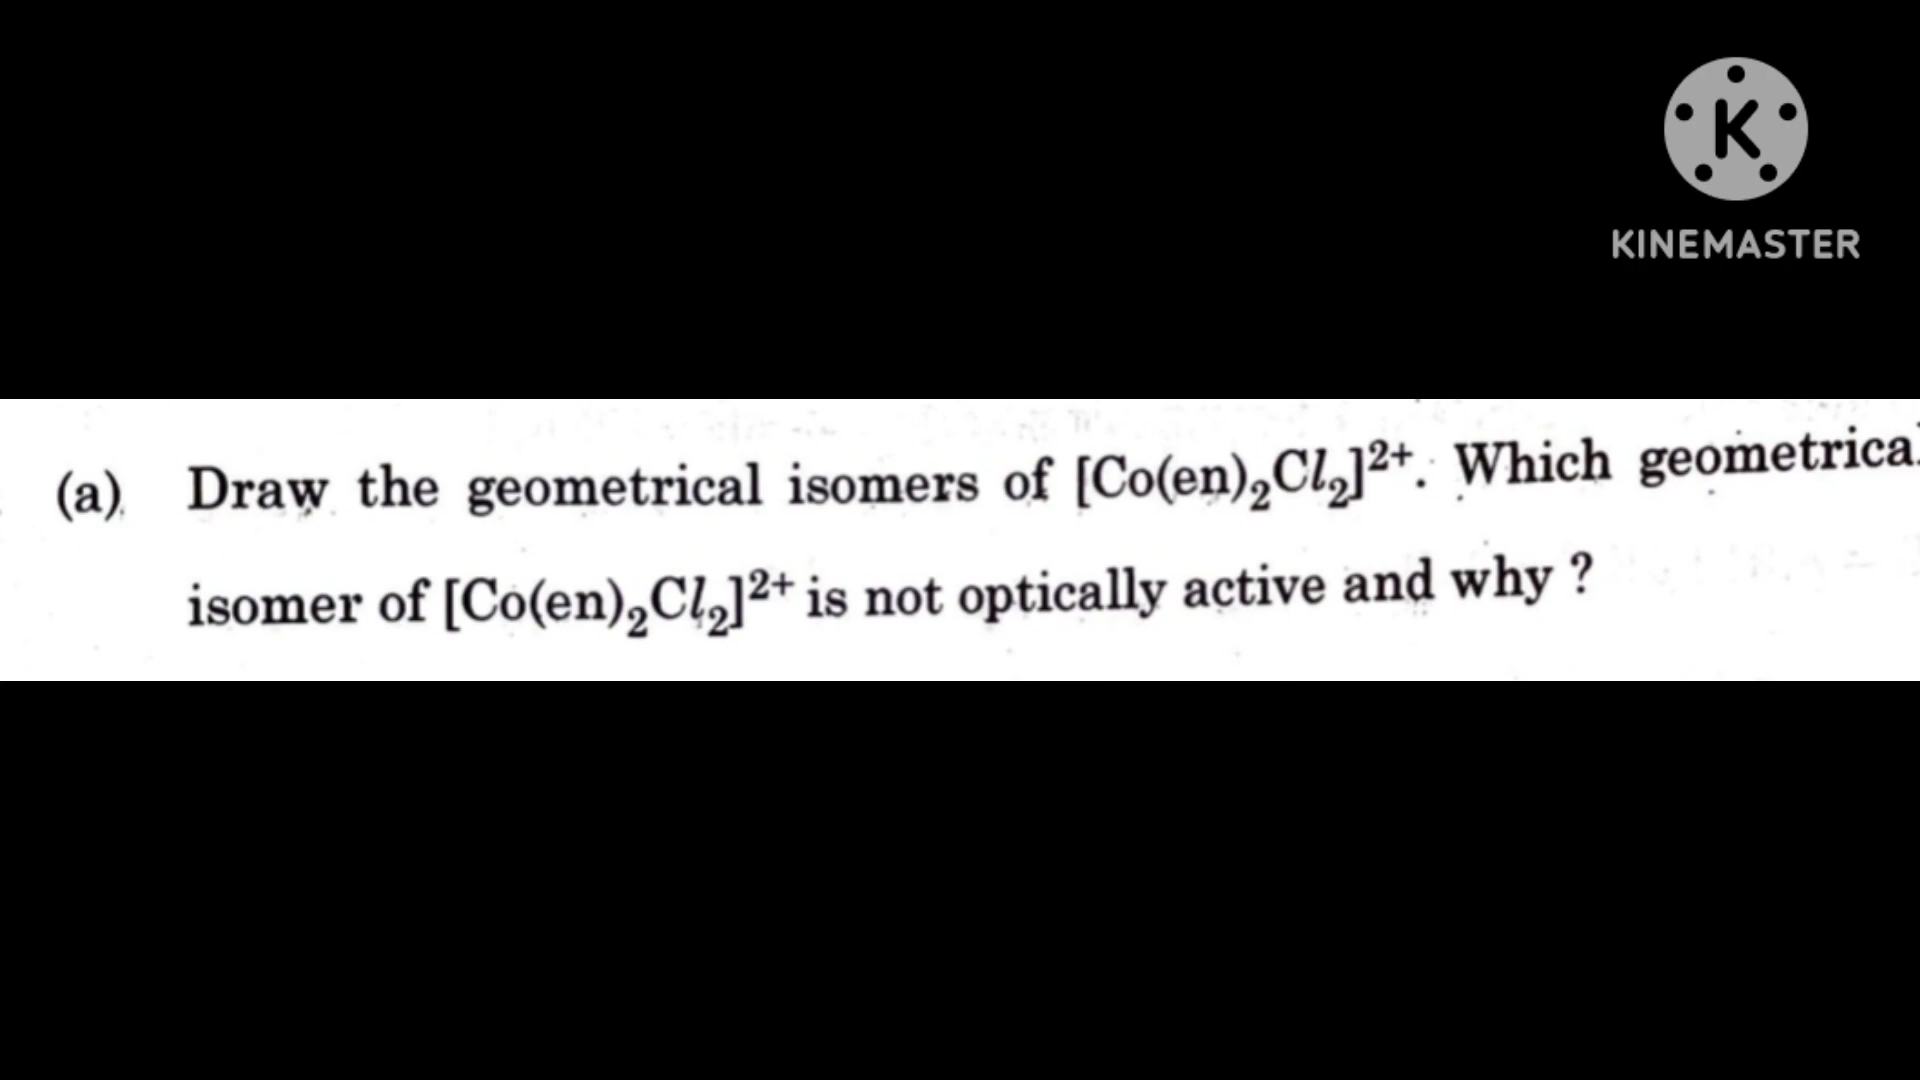 K
KINEMASTER
(a) Draw the geometrical isomers of [Co(en)₂Cl₂]²⁺. Which geometrical
isomer of [Co(en)₂Cl₂]²⁺ is not optically active and why ?